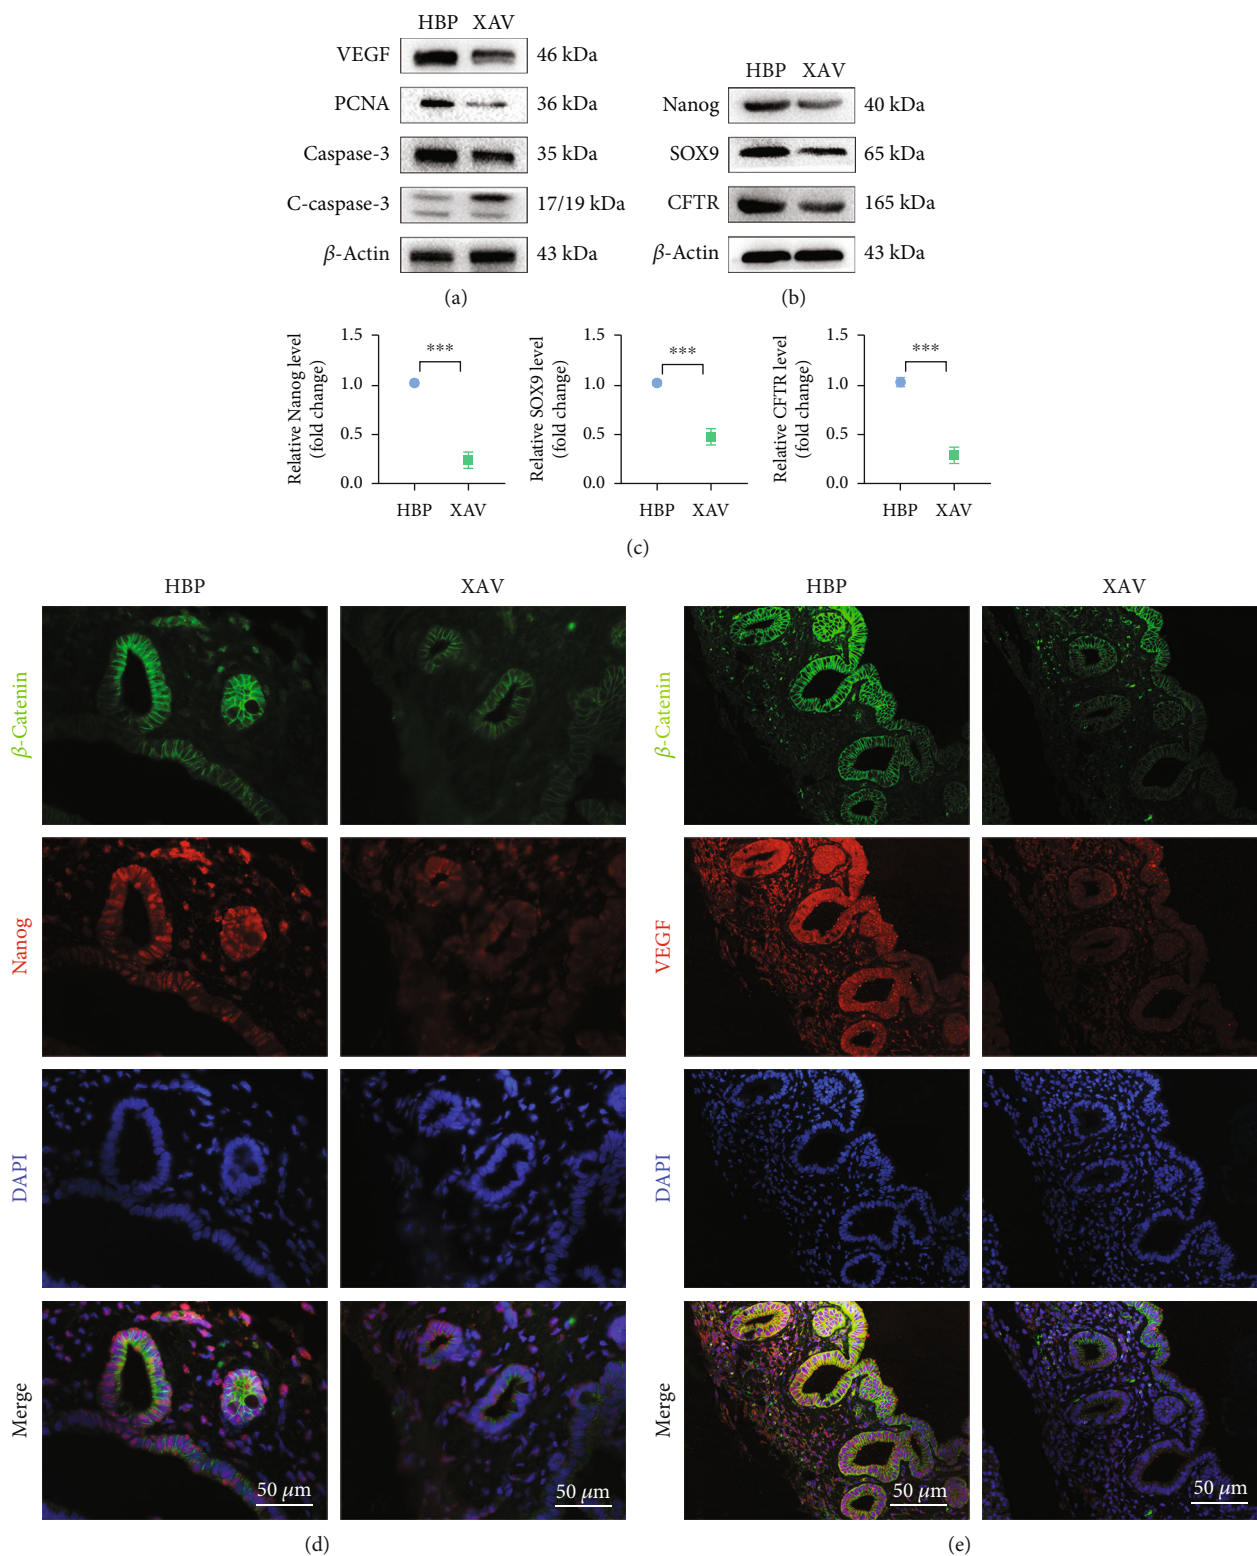 HBP XAV
VEGF 46 kDa
PCNA 36 kDa
Caspase-3 35 kDa
C-caspase-3 17/19 kDa
β-Actin 43 kDa
(a)
HBP XAV
Nanog 40 kDa
SOX9 65 kDa
CFTR 165 kDa
β-Actin 43 kDa
(b)
Relative Nanog level
(fold change)
1.5
1.0
0.5
0.0
***
HBP XAV
Relative SOX9 level
(fold change)
1.5
1.0
0.5
0.0
***
HBP XAV
Relative CFTR level
(fold change)
1.5
1.0
0.5
0.0
***
HBP XAV
(c)
HBP XAV
β-Catenin
Nanog
DAPI
Merge
50 μm
50 μm
(d)
HBP XAV
β-Catenin
VEGF
DAPI
Merge
50 μm
50 μm
(e)